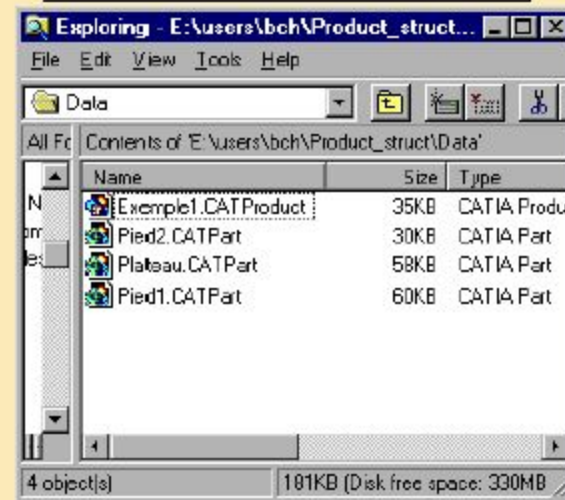 Exploring - E:\users\bch\Product_struct...
File Edit View Tools Help
Data
All Fo Contents of 'E:\users\bch\Product_struct\Data'
Name Size Type
Exemple1.CATProduct 35KB CATIA Produ
Pied2.CATPart 30KB CATIA Part
Plateau.CATPart 58KB CATIA Part
Pied1.CATPart 60KB CATIA Part
4 object(s) 181KB (Disk free space: 330MB